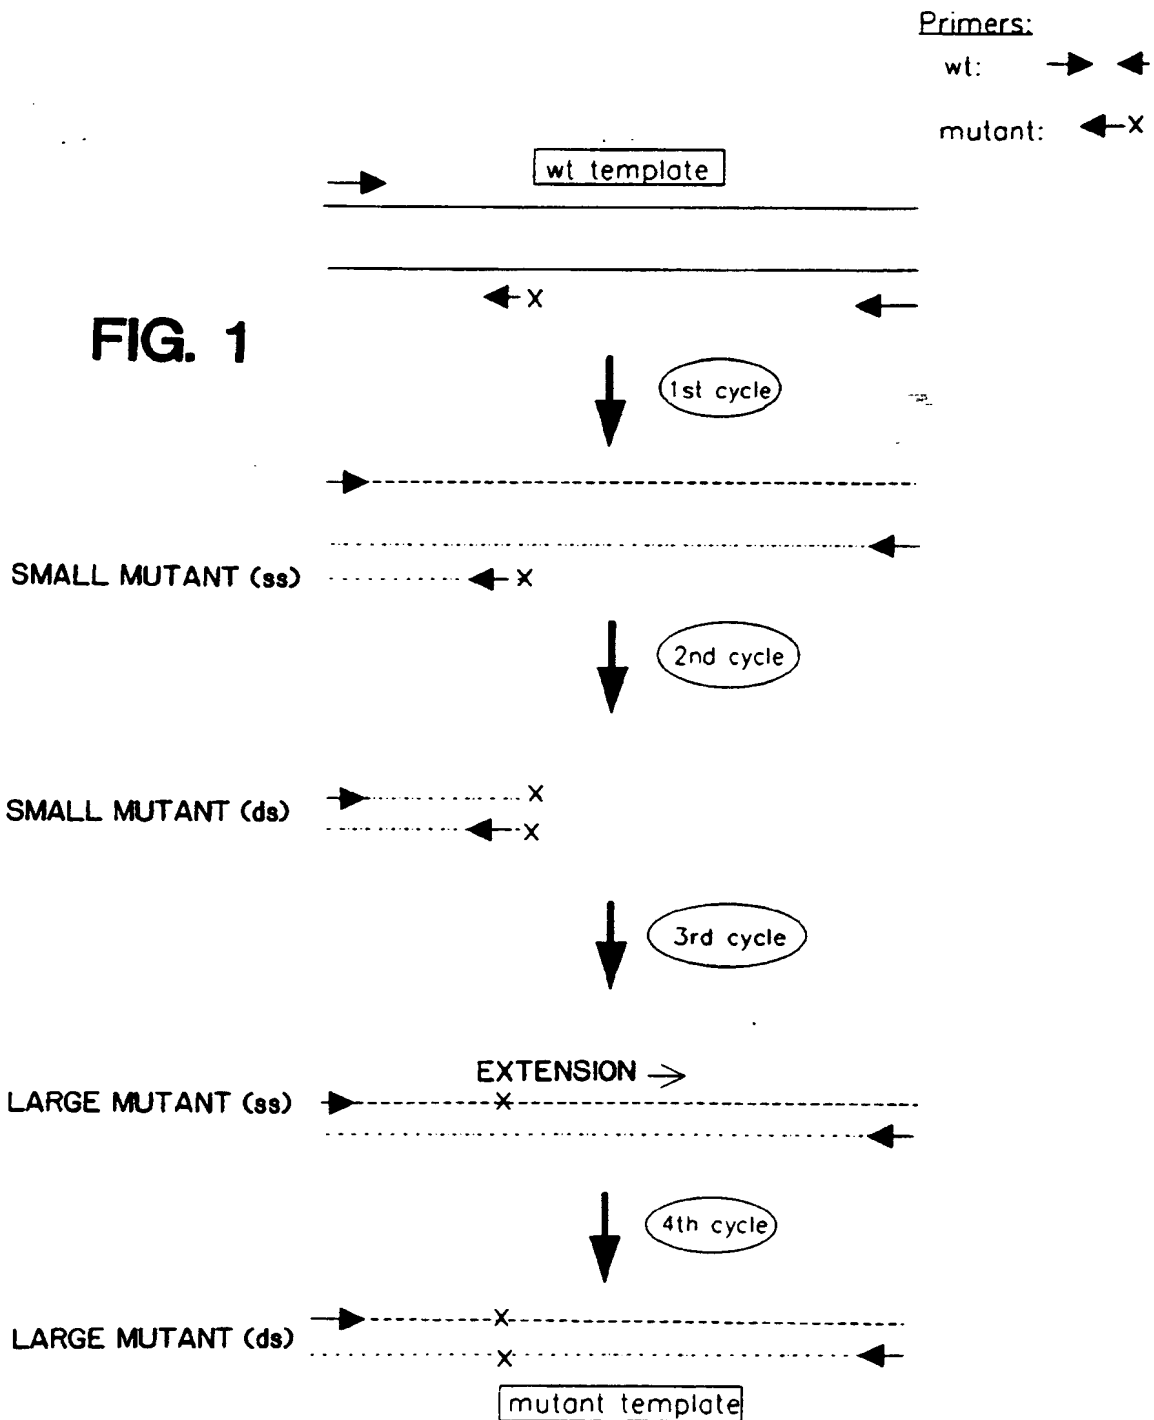 Primers:
wt:
mutant: X
wt template
X
FIG. 1
1st cycle
SMALL MUTANT (ss) X
2nd cycle
X
SMALL MUTANT (ds)
X
3rd cycle
EXTENSION →
LARGE MUTANT (ss) X
4th cycle
X
LARGE MUTANT (ds)
X
mutant template